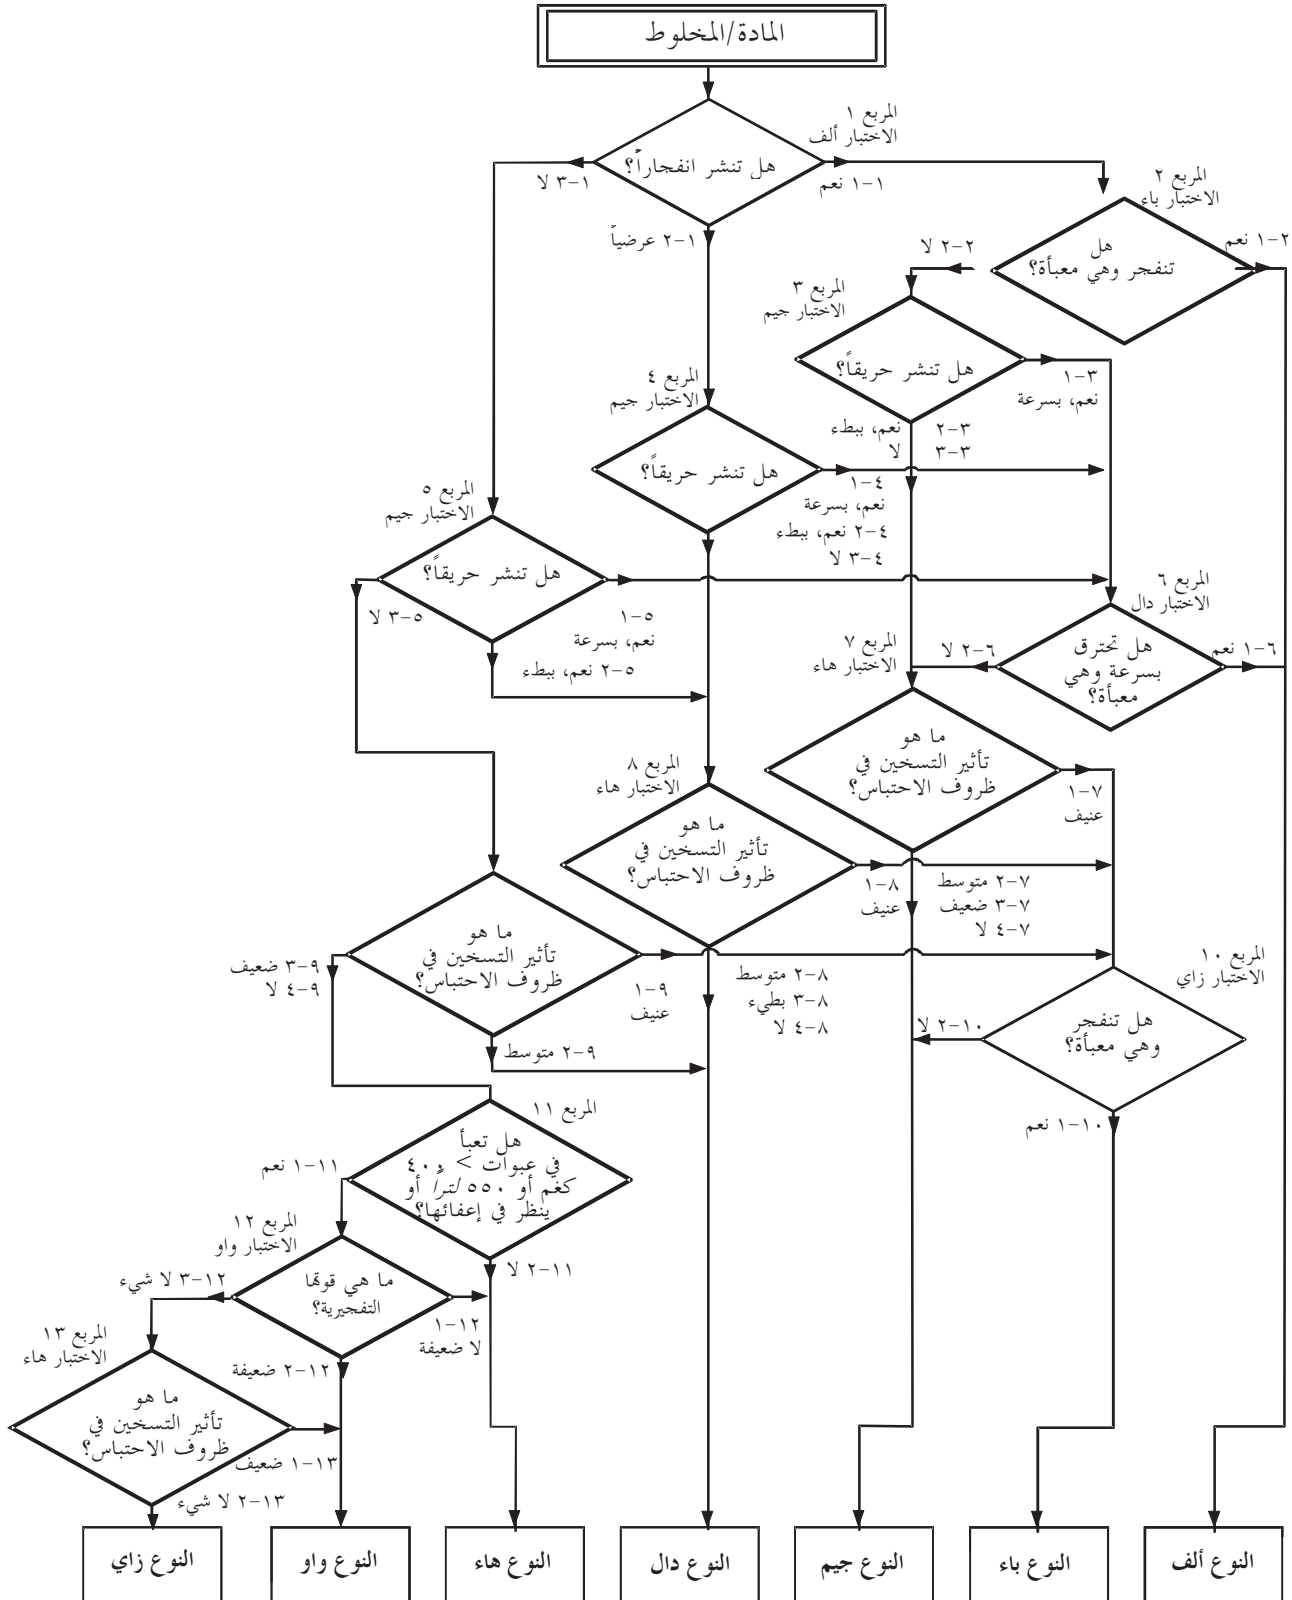 المادة/المخلوط
المربع ١
الاختبار ألف
هل تنشر انفجاراً؟
١-١ نعم
١-٣ لا
١-٢ عرضياً
المربع ٢
الاختبار باء
هل
تنفجر وهي معبأة؟
٢-١ نعم
٢-٢ لا
المربع ٣
الاختبار جيم
هل تنشر حريقاً؟
٣-١
نعم، بسرعة
٣-٢ نعم، ببطء
٣-٣ لا
المربع ٤
الاختبار جيم
هل تنشر حريقاً؟
٤-١
نعم، بسرعة
٤-٢ نعم، ببطء
٤-٣ لا
المربع ٥
الاختبار جيم
هل تنشر حريقاً؟
٥-٣ لا
٥-١
نعم، بسرعة
٥-٢ نعم، ببطء
المربع ٦
الاختبار دال
هل تحترق
بسرعة وهي
معبأة؟
٦-١ نعم
٦-٢ لا
المربع ٧
الاختبار هاء
ما هو
تأثير التسخين في
ظروف الاحتباس؟
٧-١
عنيف
٧-٢ متوسط
٧-٣ ضعيف
٧-٤ لا
المربع ٨
الاختبار هاء
ما هو
تأثير التسخين في
ظروف الاحتباس؟
٨-١
عنيف
٨-٢ متوسط
٨-٣ بطيء
٨-٤ لا
ما هو
تأثير التسخين في
ظروف الاحتباس؟
٩-٣ ضعيف
٩-٤ لا
٩-١
عنيف
٩-٢ متوسط
المربع ١٠
الاختبار زاي
هل تنفجر
وهي معبأة؟
١٠-٢ لا
١٠-١ نعم
المربع ١١
هل تعبأ
في عبوات > ٤٠٠
كغم أو ٤٥٠ لتراً أو
ينظر في إعفائها؟
١١-١ نعم
١١-٢ لا
المربع ١٢
الاختبار واو
ما هي قوتها
التفجيرية؟
١٢-٣ لا شيء
١٢-١
لا ضعيفة
١٢-٢ ضعيفة
المربع ١٣
الاختبار هاء
ما هو
تأثير التسخين في
ظروف الاحتباس؟
١٣-١ ضعيف
١٣-٢ لا شيء
النوع ألف
النوع باء
النوع جيم
النوع دال
النوع هاء
النوع واو
النوع زاي